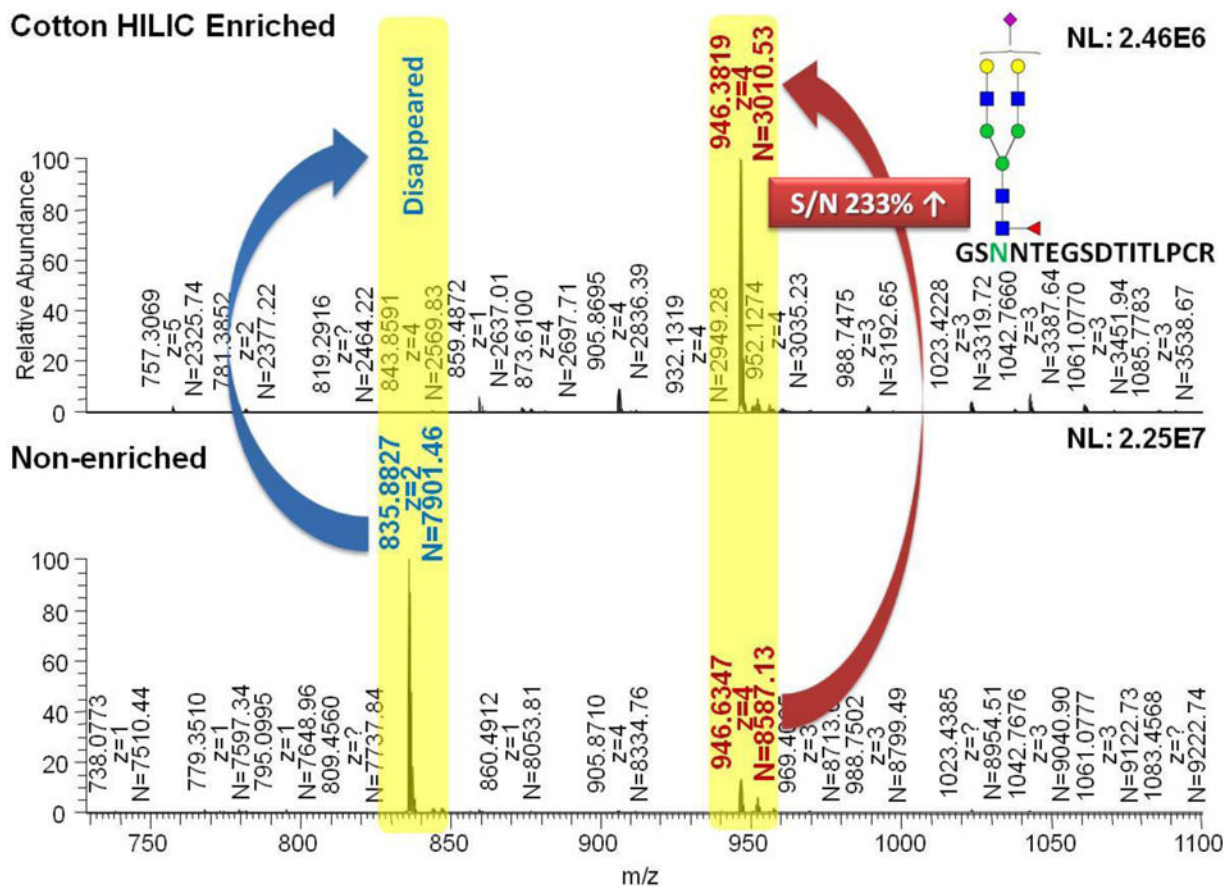 Cotton HILIC Enriched
NL: 2.46E6
Disappeared
946.3819
z=4
N=3010.53
S/N 233% ↑
GSNNTEGSDTITLPCR
Relative Abundance
100
80
60
40
20
0
757.3069
z=5
N=2325.74
781.3852
z=2
N=2377.22
819.2916
z=?
N=2464.22
843.8591
z=4
N=2569.83
859.4872
z=1
N=2637.01
873.6100
z=4
N=2697.71
905.8695
z=4
N=2836.39
932.1319
z=4
N=2949.28
952.1274
z=4
N=3035.23
988.7475
z=3
N=3192.65
1023.4228
z=3
N=3319.72
1042.7660
z=3
N=3387.64
1061.0770
z=3
N=3451.94
1085.7783
z=3
N=3538.67
Non-enriched
NL: 2.25E7
835.8827
z=2
N=7901.46
946.6347
z=4
N=8587.13
100
80
60
40
20
0
738.0773
z=1
N=7510.44
779.3510
z=1
N=7597.34
795.0995
z=1
N=7648.96
809.4560
z=?
N=7737.84
860.4912
z=1
N=8053.81
905.8710
z=4
N=8334.76
z=3
988.7502
z=3
N=8799.49
1023.4385
z=?
N=8954.51
1042.7676
z=3
N=9040.90
1061.0777
z=3
N=9122.73
1083.4568
z=?
N=9222.74
750 800 850 900 950 1000 1050 1100
m/z